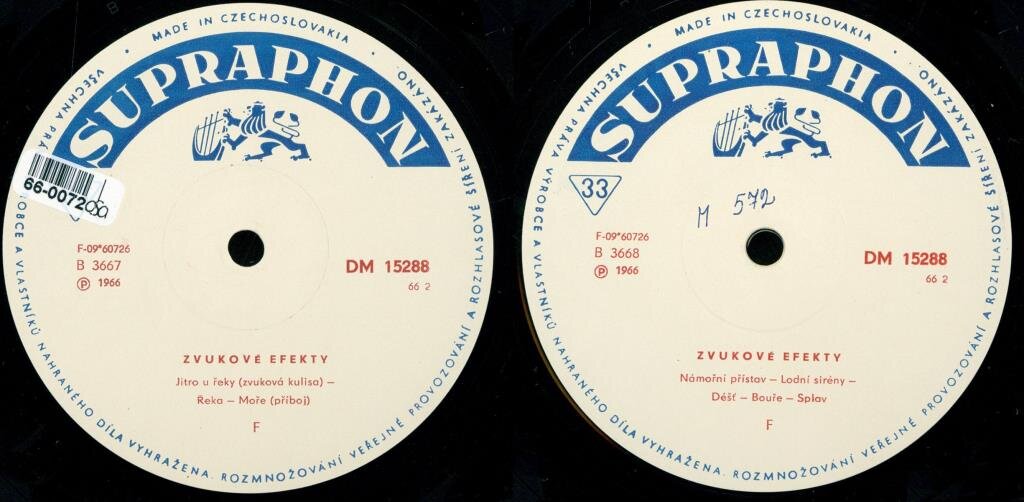 MADE IN CZECHOSLOVAKIA
VŠECHNA PRÁ ROBCE A VLASTNÍKŮ NAHRANÉHO DÍLA VYHRAŽENA. ROZMNOŽOVÁNÍ VEŘEJNÉ PROVOZOVÁNÍ A ROZHLASOVÉ ŠÍŘENÍ ZAKÁZÁNO
SUPRAPHON
66-0072
F-09*60726
B 3667
Ⓟ 1966
DM 15288
66 2
ZVUKOVÉ EFEKTY
Jitro u řeky (zvuková kulisa) –
Řeka – Moře (příboj)
F
MADE IN CZECHOSLOVAKIA
VŠECHNA PRÁVA VÝROBCE A VLASTNÍKŮ NAHRANÉHO DÍLA VYHRAŽENA. ROZMNOŽOVÁNÍ VEŘEJNÉ PROVOZOVÁNÍ A ROZHLASOVÉ ŠÍŘENÍ ZAKÁZÁNO
SUPRAPHON
33
M 572
F-09*60726
B 3668
Ⓟ 1966
DM 15288
66 2
ZVUKOVÉ EFEKTY
Námořní přístav – Lodní sirény –
Déšť – Bouře – Splav
F